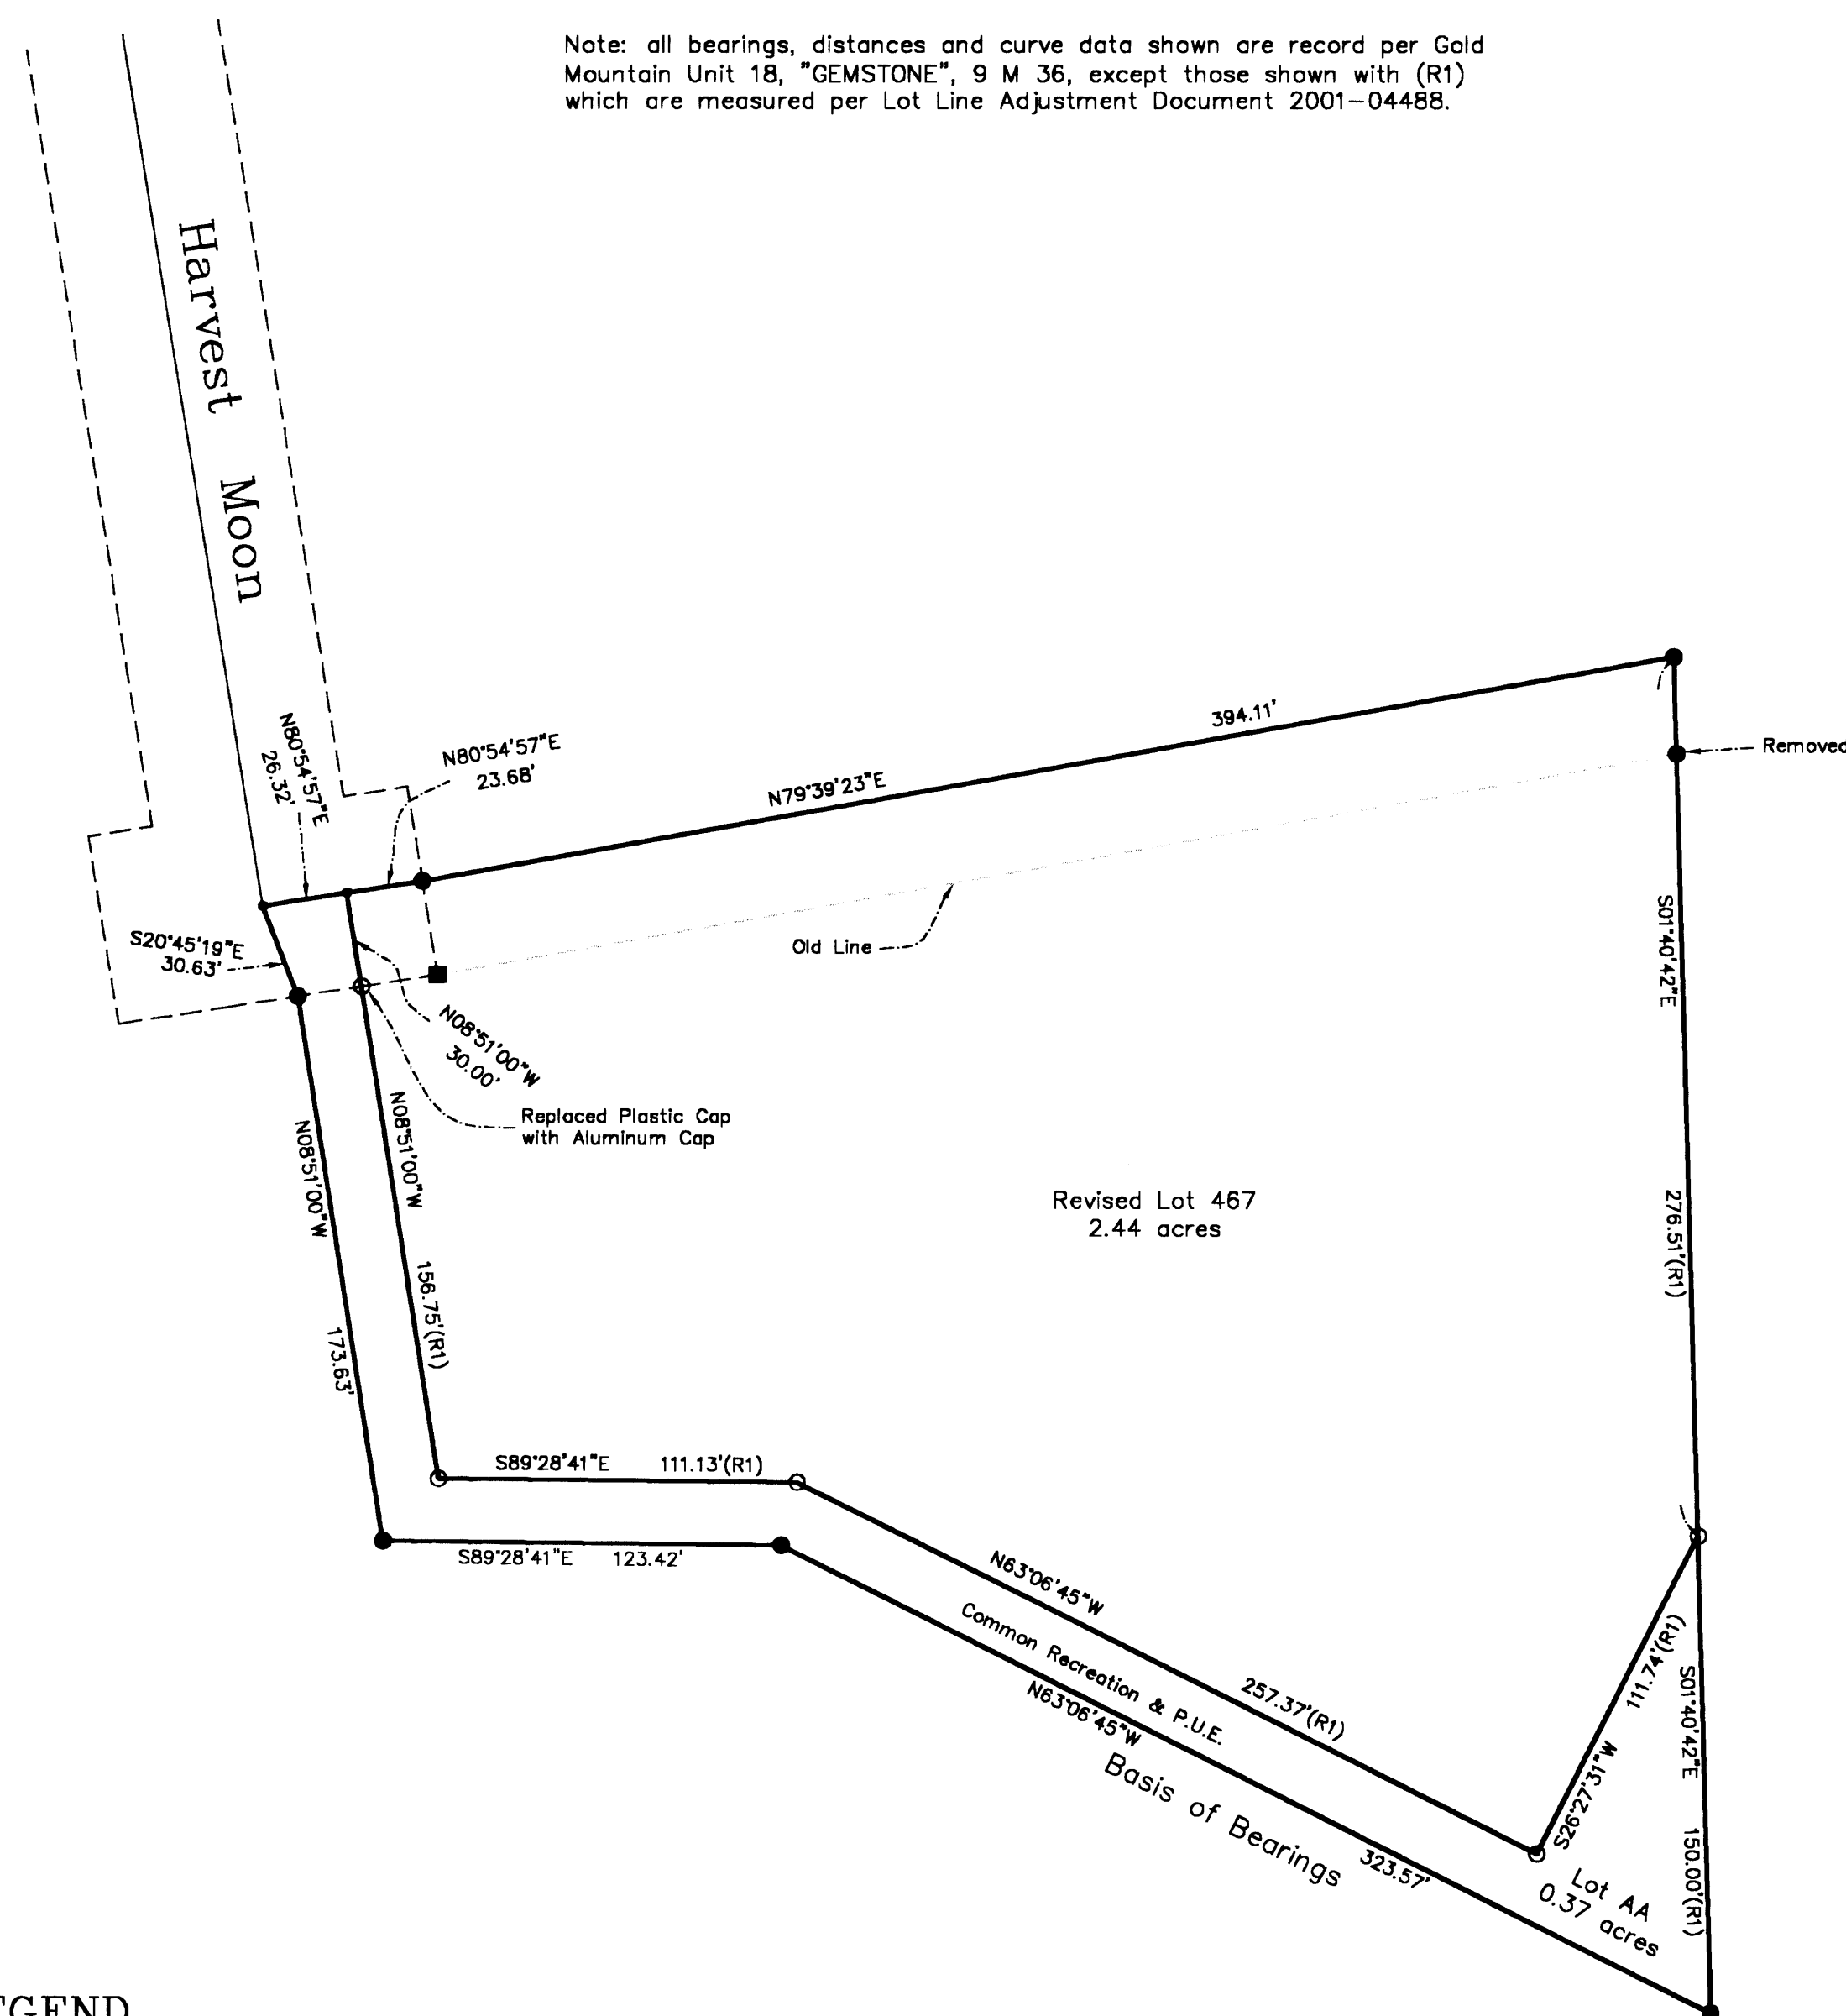 Note: all bearings, distances and curve data shown are record per Gold
Mountain Unit 18, "GEMSTONE", 9 M 36, except those shown with (R1)
which are measured per Lot Line Adjustment Document 2001-04488.
Harvest Moon
N80°54'57"E
26.32'
N80°54'57"E
23.68'
N79°39'23"E
394.11'
Removed
S20°45'19"E
30.63'
Old Line
S01°40'42"E
276.51'(R1)
N08°51'00"W
30.00'
Replaced Plastic Cap
with Aluminum Cap
N08°51'00"W
173.63'
N08°51'00"W
156.75'(R1)
Revised Lot 467
2.44 acres
S89°28'41"E 111.13'(R1)
S89°28'41"E 123.42'
N63°06'45"W
257.37'(R1)
Common Recreation & P.U.E.
N63°06'45"W
323.57'
Basis of Bearings
111.74'(R1)
S26°27'31"W
S01°40'42"E
150.00'(R1)
Lot AA
0.37 acres
EGEND